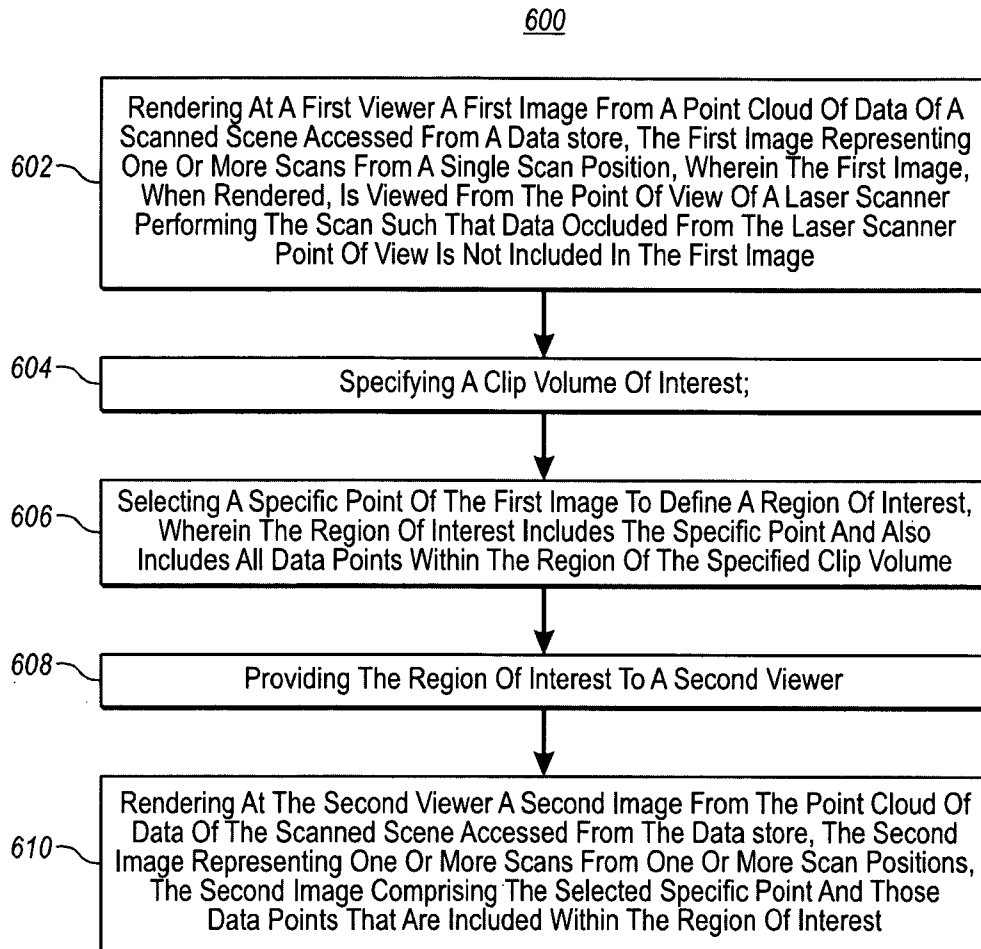 600
602
Rendering At A First Viewer A First Image From A Point Cloud Of Data Of A
Scanned Scene Accessed From A Data store, The First Image Representing
One Or More Scans From A Single Scan Position, Wherein The First Image,
When Rendered, Is Viewed From The Point Of View Of A Laser Scanner
Performing The Scan Such That Data Occluded From The Laser Scanner
Point Of View Is Not Included In The First Image
604
Specifying A Clip Volume Of Interest;
606
Selecting A Specific Point Of The First Image To Define A Region Of Interest,
Wherein The Region Of Interest Includes The Specific Point And Also
Includes All Data Points Within The Region Of The Specified Clip Volume
608
Providing The Region Of Interest To A Second Viewer
610
Rendering At The Second Viewer A Second Image From The Point Cloud Of
Data Of The Scanned Scene Accessed From The Data store, The Second
Image Representing One Or More Scans From One Or More Scan Positions,
The Second Image Comprising The Selected Specific Point And Those
Data Points That Are Included Within The Region Of Interest